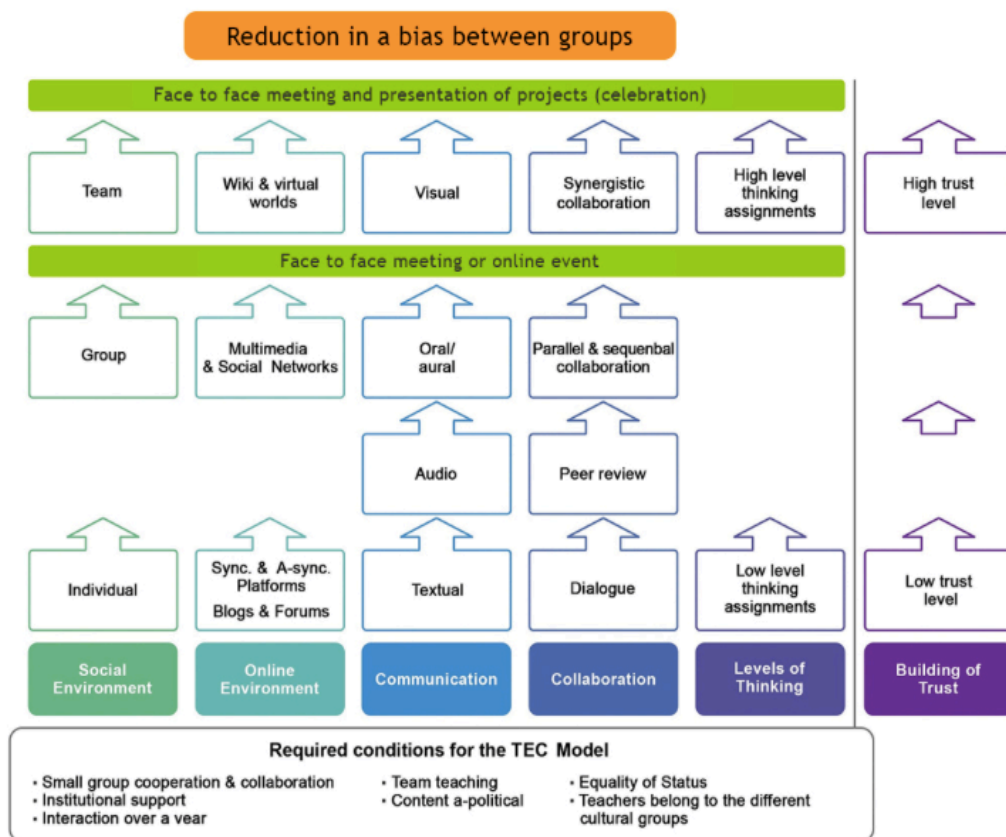 Reduction in a bias between groups
Face to face meeting and presentation of projects (celebration)
Team
Wiki & virtual
worlds
Visual
Synergistic
collaboration
High level
thinking
assignments
High trust
level
Face to face meeting or online event
Group
Multimedia
& Social Networks
Oral/
aural
Parallel & sequenbal
collaboration
Audio
Peer review
Individual
Sync. & A-sync.
Platforms
Blogs & Forums
Textual
Dialogue
Low level
thinking
assignments
Low trust
level
Social
Environment
Online
Environment
Communication
Collaboration
Levels of
Thinking
Building of
Trust
Required conditions for the TEC Model
• Small group cooperation & collaboration
• Institutional support
• Interaction over a year
• Team teaching
• Content a-political
• Equality of Status
• Teachers belong to the different
cultural groups